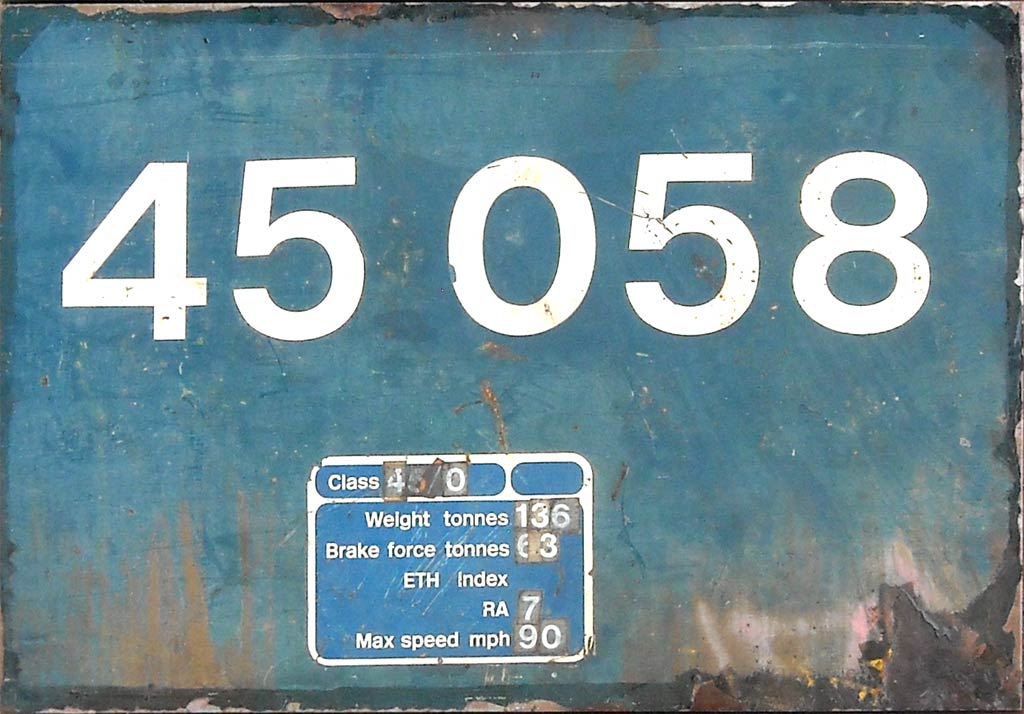 45 058
Class 45/0
Weight tonnes 136
Brake force tonnes 63
ETH Index
RA 7
Max speed mph 90